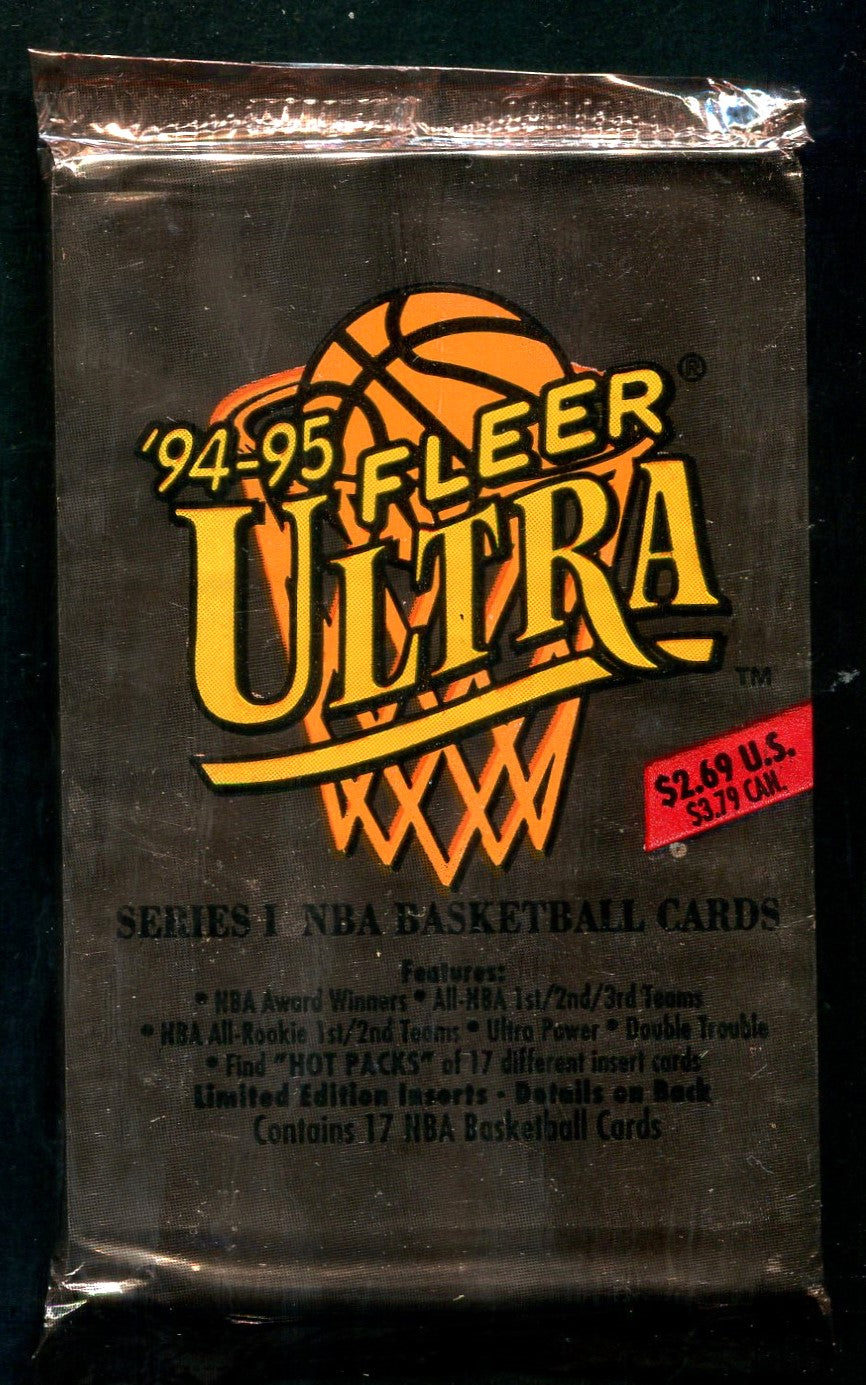 '94-95 FLEER®
ULTRA™
$2.69 U.S.
$3.79 CAN.
SERIES I NBA BASKETBALL CARDS
Features:
• NBA Award Winners • All-NBA 1st/2nd/3rd Teams
• NBA All-Rookie 1st/2nd Teams • Ultra Power • Double Trouble
• Find "HOT PACKS" of 17 different insert cards
Limited Edition Inserts • Details on Back
Contains 17 NBA Basketball Cards